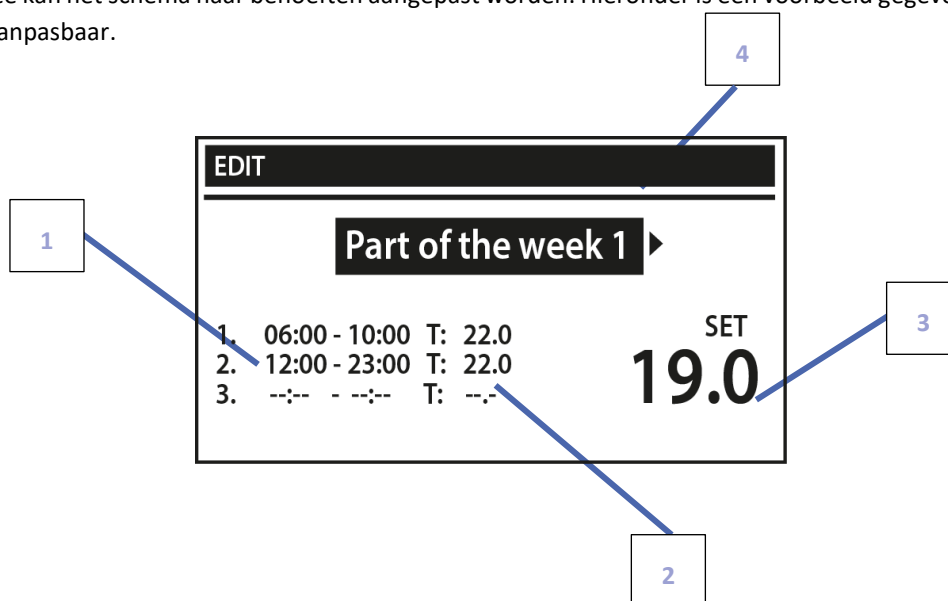 kan het schema naar behoeften aangepast worden. Hieronder is een voorbeeld
4
EDIT
1
Part of the week 1
SET
19.0
3
1. 06:00 - 10:00 T: 22.0
2. 12:00 - 23:00 T: 22.0
3. --:-- - --:-- T: --.-
2